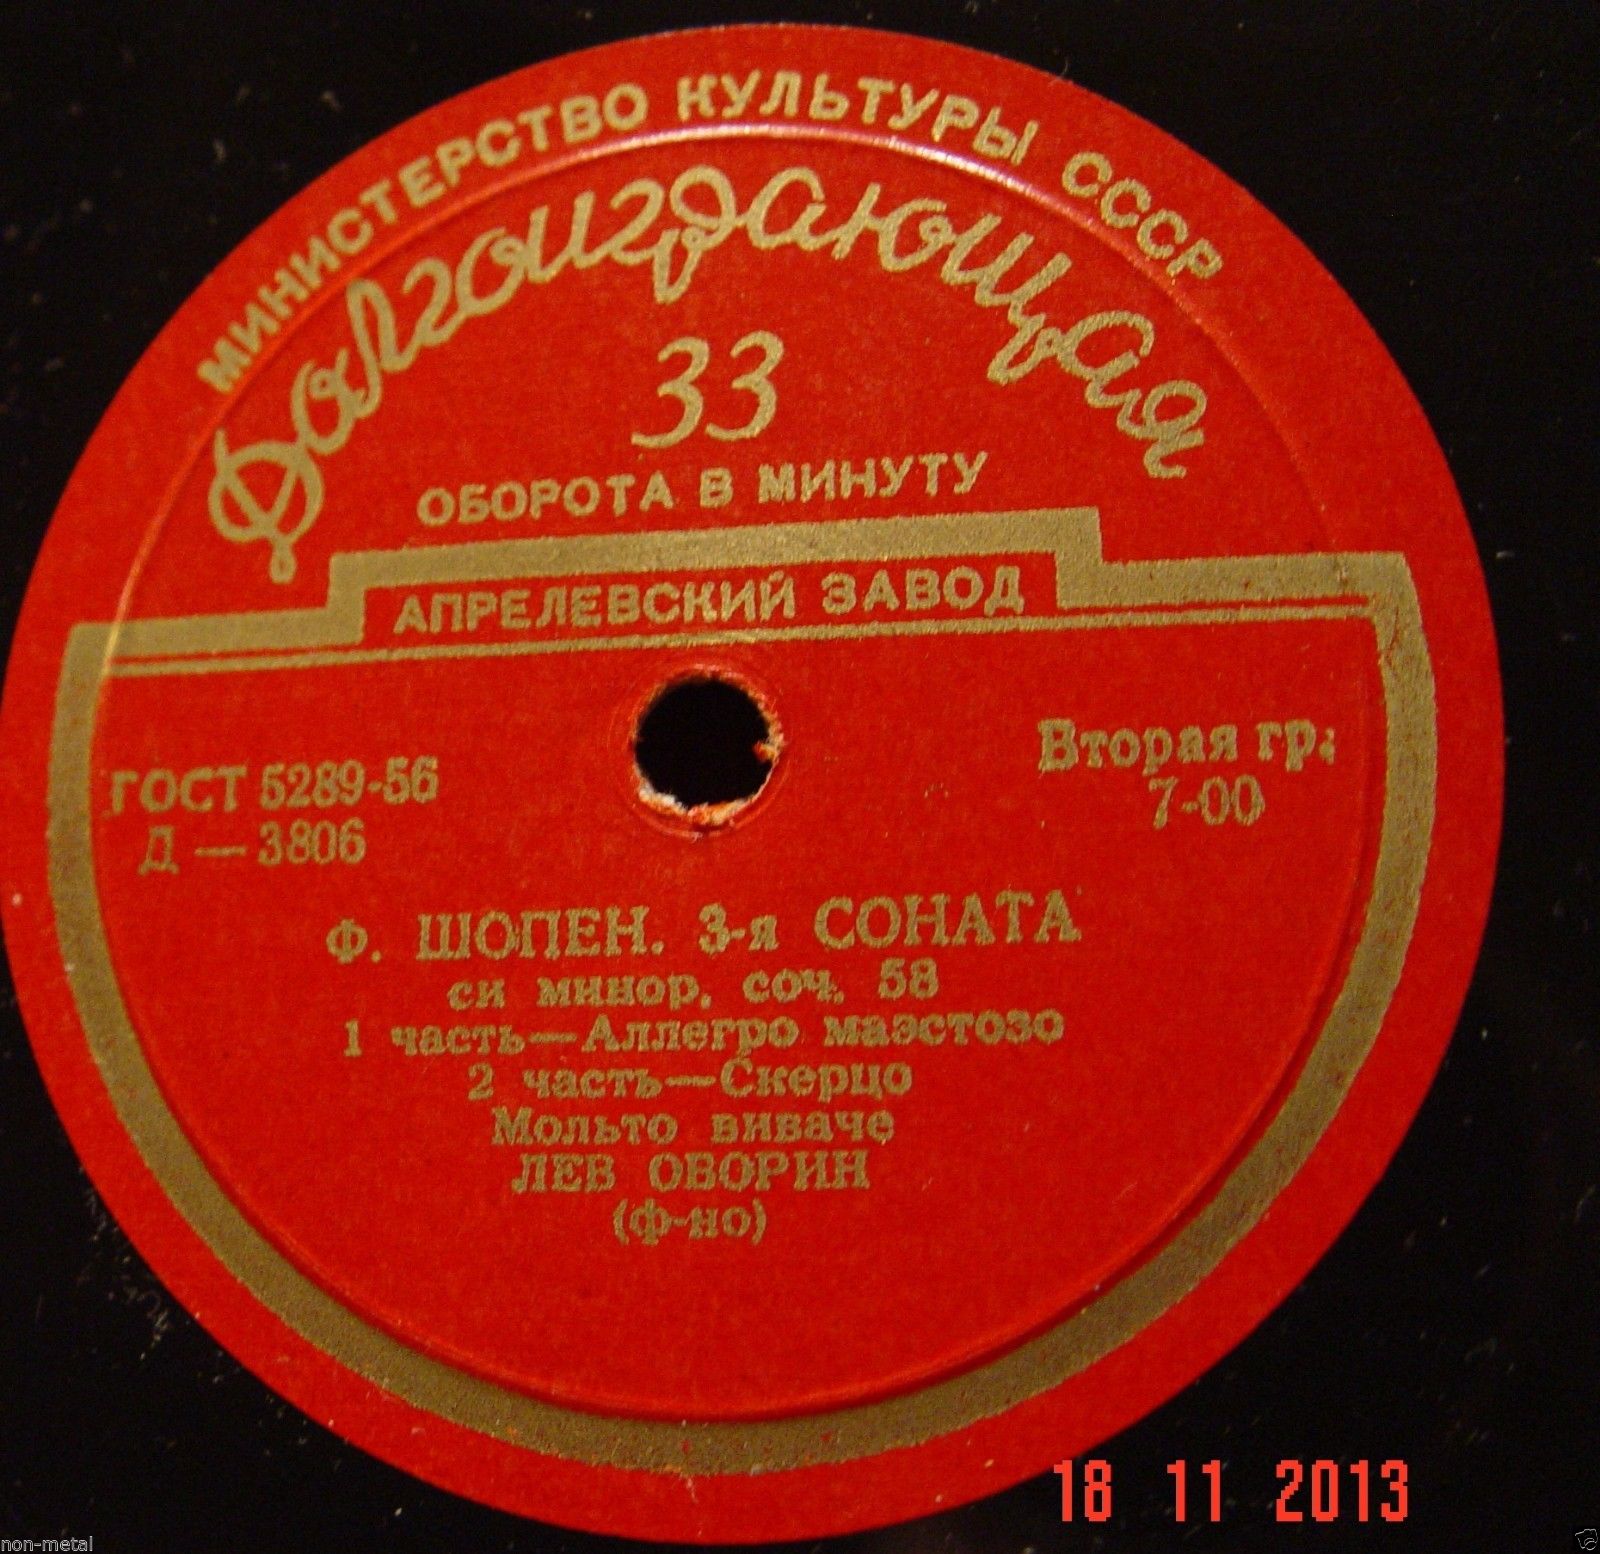 МИНИСТЕРСТВО КУЛЬТУРЫ СССР
Долгоиграющая
33
ОБОРОТА В МИНУТУ
АПРЕЛЕВСКИЙ ЗАВОД
ГОСТ 5289-56
Д — 3806
Вторая гр.
7-00
Ф. ШОПЕН. 3-я СОНАТА
си минор, соч. 58
1 часть—Аллегро маэстозо
2 часть—Скерцо
Мольто виваче
ЛЕВ ОБОРИН
(ф-но)
18 11 2013
non-metal